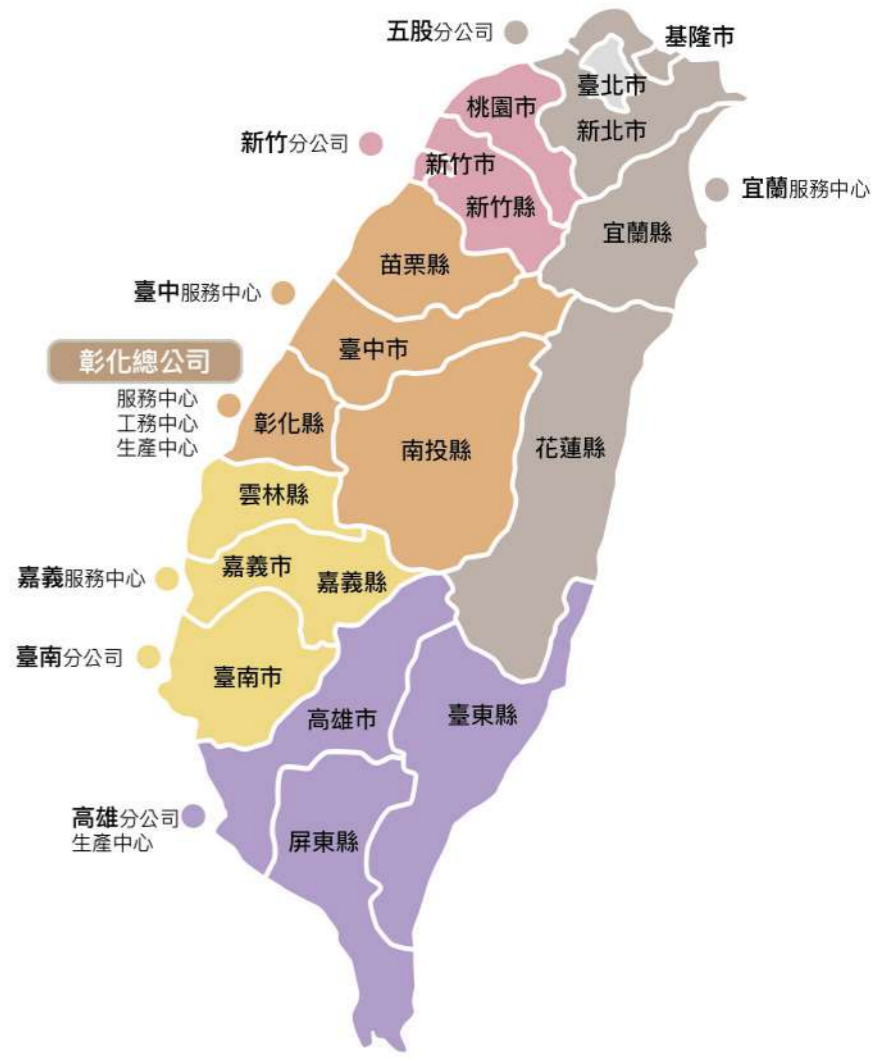 五股分公司
基隆市
臺北市
桃園市
新北市
新竹分公司
新竹市
宜蘭服務中心
新竹縣
宜蘭縣
苗栗縣
臺中服務中心
臺中市
彰化總公司
服務中心
工務中心
生產中心
彰化縣
南投縣
花蓮縣
雲林縣
嘉義市
嘉義縣
嘉義服務中心
臺南分公司
臺南市
高雄市
臺東縣
高雄分公司
生產中心
屏東縣